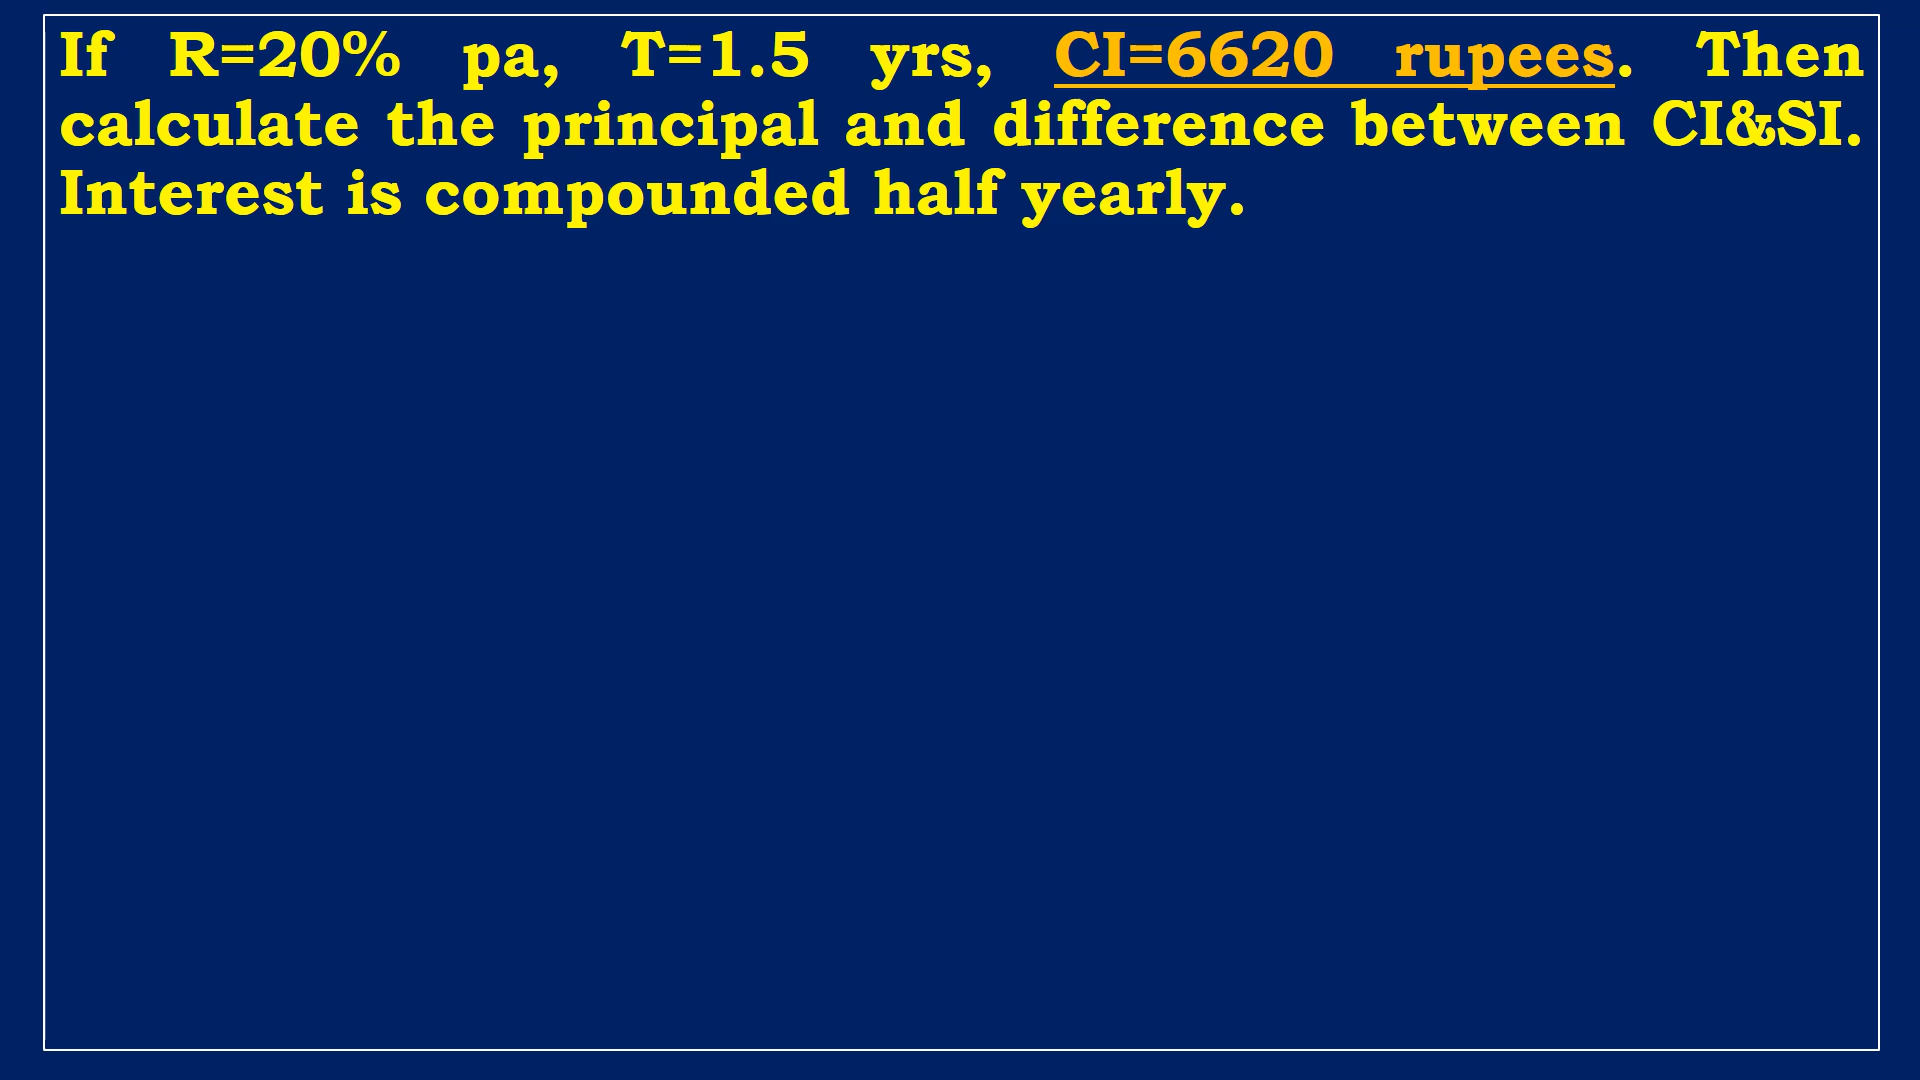 If R=20% pa, T=1.5 yrs, CI=6620 rupees. Then
calculate the principal and difference between CI&SI.
Interest is compounded half yearly.